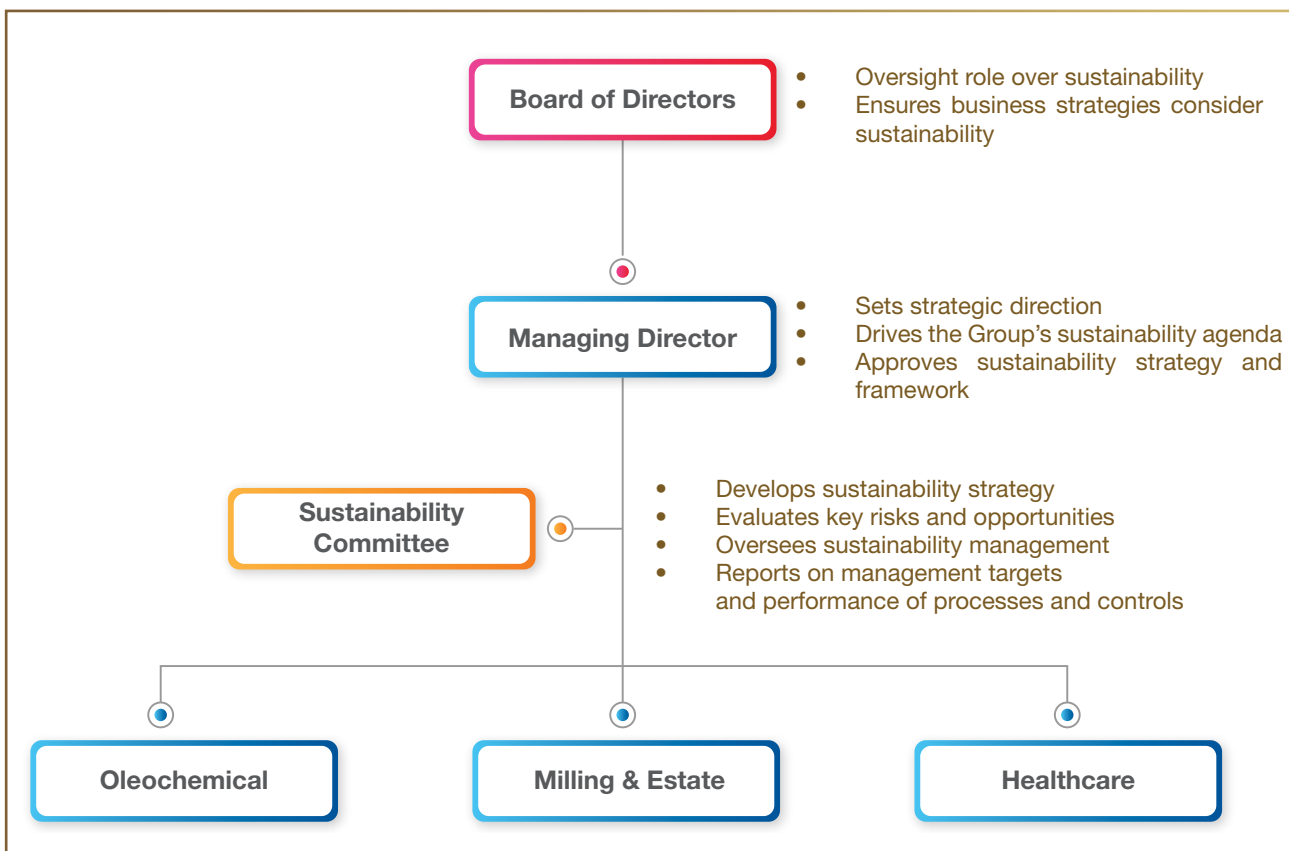 Board of Directors
• Oversight role over sustainability
• Ensures business strategies consider
sustainability
Managing Director
• Sets strategic direction
• Drives the Group's sustainability agenda
• Approves sustainability strategy and
framework
Sustainability
Committee
• Develops sustainability strategy
• Evaluates key risks and opportunities
• Oversees sustainability management
• Reports on management targets
and performance of processes and controls
Oleochemical
Milling & Estate
Healthcare